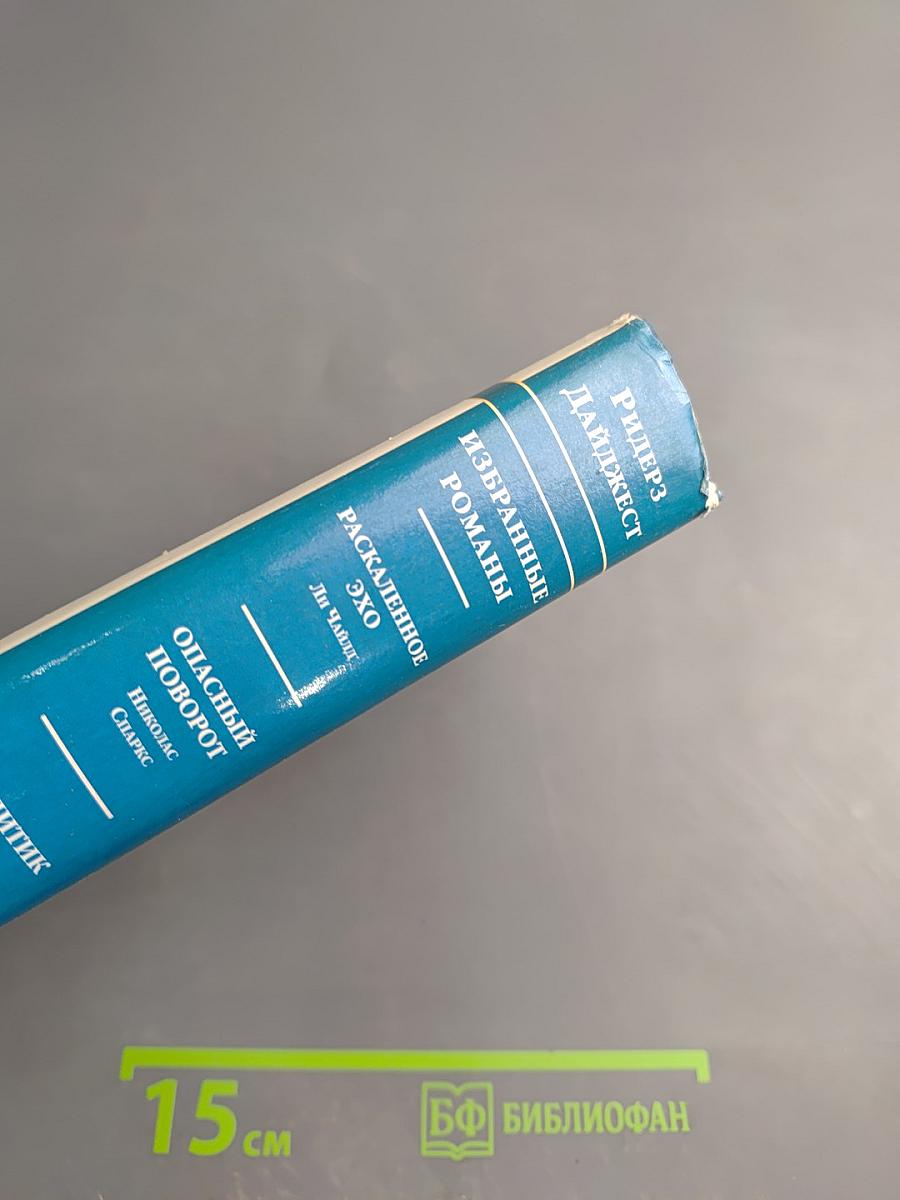 Ридерз
Дайджест
ИЗБРАННЫЕ
РОМАНЫ
РАСКАЛЕННОЕ
ЭХО
Ли Чайлд
ОПАСНЫЙ
ПОВОРОТ
Николас
Спаркс
15 см
БФ БИБЛИОФАН